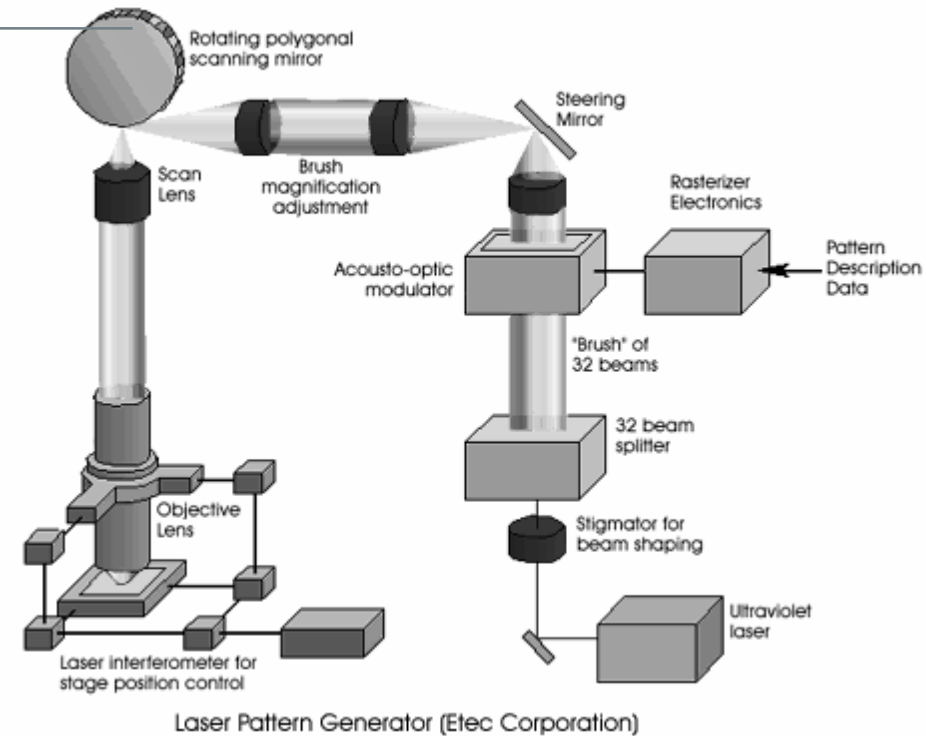 Rotating polygonal
scanning mirror
Steering
Mirror
Scan
Lens
Brush
magnification
adjustment
Rasterizer
Electronics
Acousto-optic
modulator
Pattern
Description
Data
"Brush" of
32 beams
32 beam
splitter
Objective
Lens
Stigmator for
beam shaping
Ultraviolet
laser
Laser interferometer for
stage position control
Laser Pattern Generator (Etec Corporation)